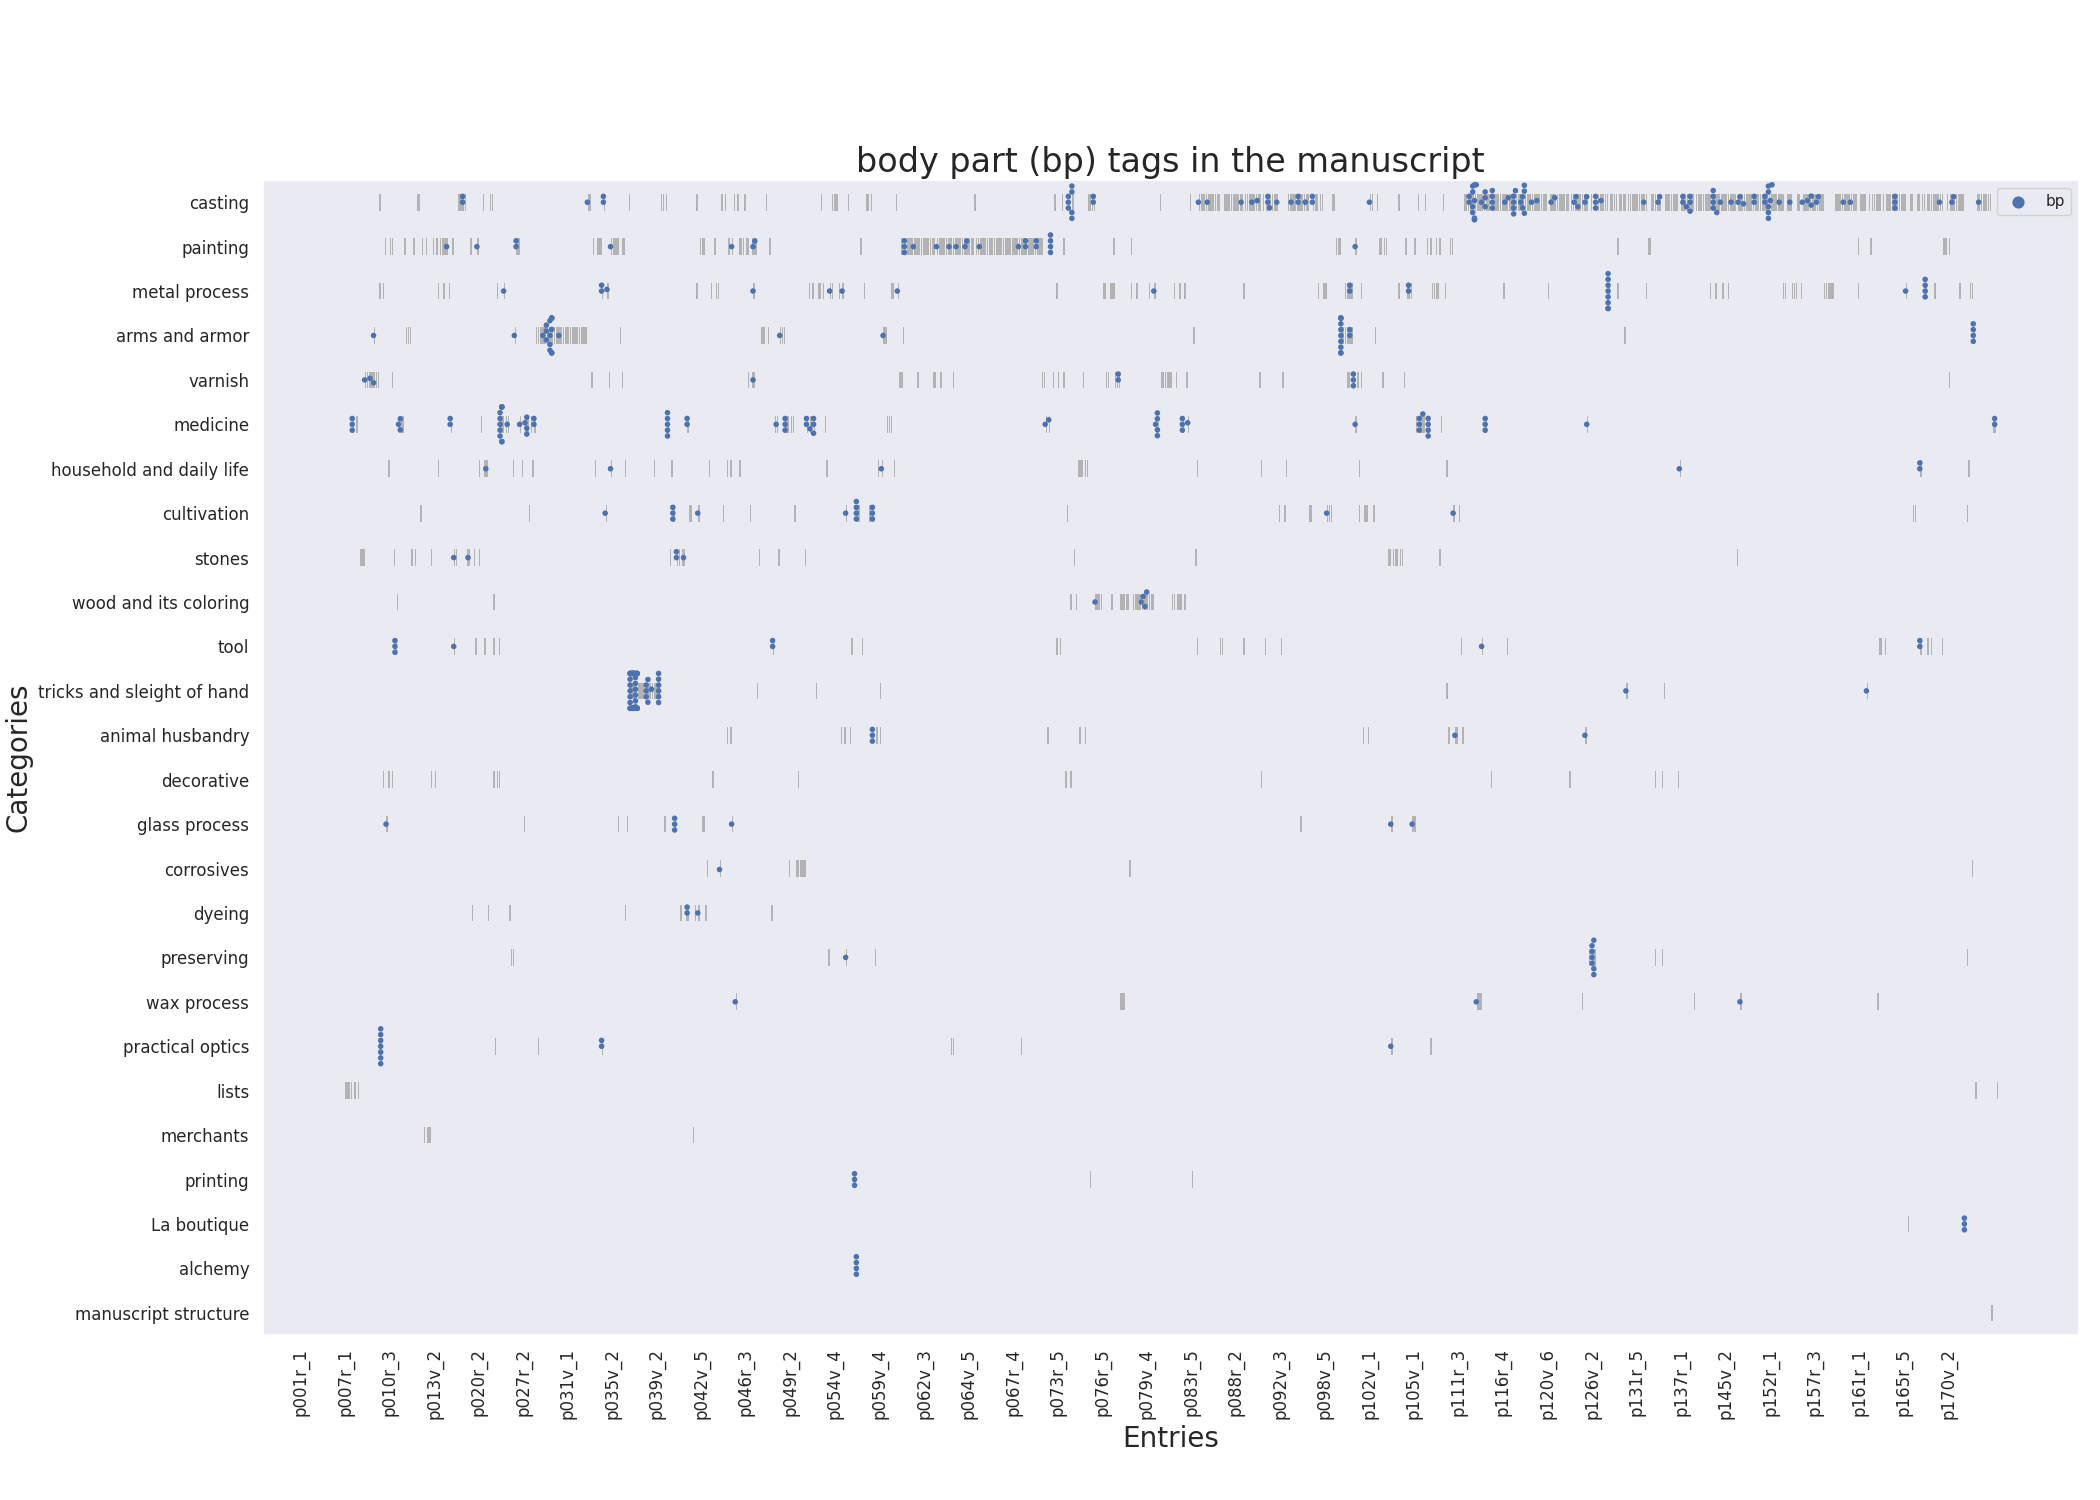 body part (bp) tags in the manuscript
bp
Categories
casting
painting
metal process
arms and armor
varnish
medicine
household and daily life
cultivation
stones
wood and its coloring
tool
tricks and sleight of hand
animal husbandry
decorative
glass process
corrosives
dyeing
preserving
wax process
practical optics
lists
merchants
printing
La boutique
alchemy
manuscript structure
p001r_1
p007r_1
p010r_3
p013v_2
p020r_2
p027r_2
p031v_1
p035v_2
p039v_2
p042v_5
p046r_3
p049r_2
p054v_4
p059v_4
p062v_3
p064v_5
p067r_4
p073r_5
p076r_5
p079v_4
p083r_5
p088r_2
p092v_3
p098v_5
p102v_1
p105v_1
p111r_3
p116r_4
p120v_6
p126v_2
p131r_5
p137r_1
p145v_2
p152r_1
p157r_3
p161r_1
p165r_5
p170v_2
Entries